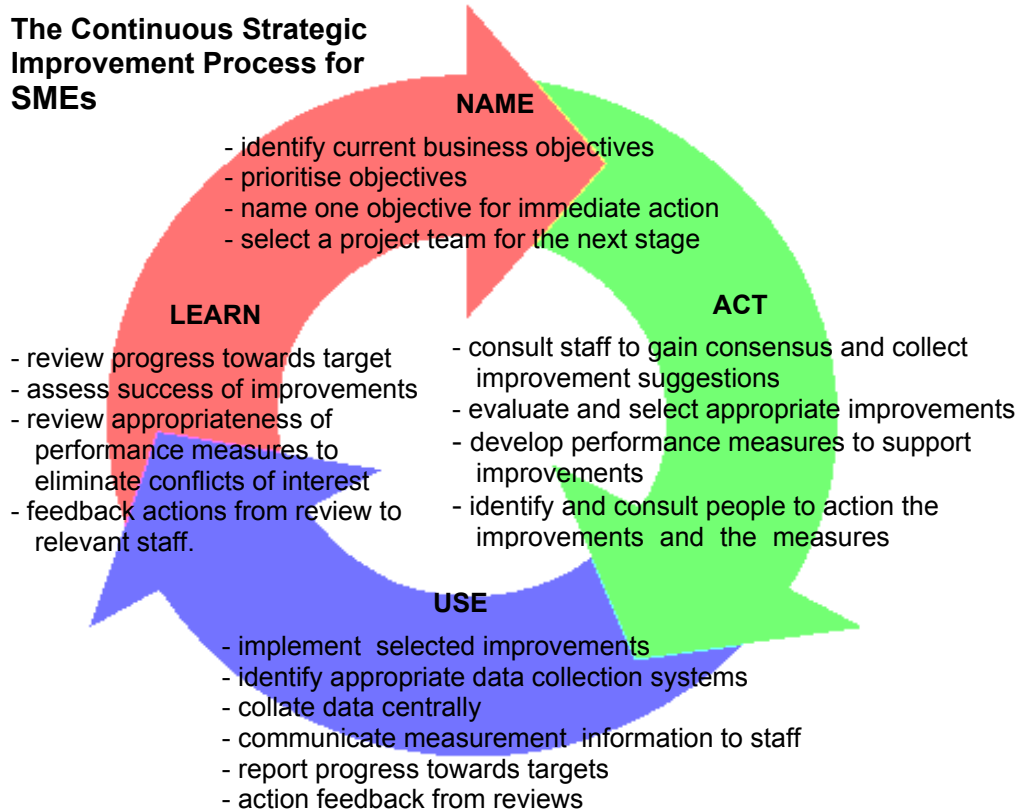 The Continuous Strategic
Improvement Process for
SMEs
NAME
- identify current business objectives
- prioritise objectives
- name one objective for immediate action
- select a project team for the next stage
ACT
- consult staff to gain consensus and collect
improvement suggestions
- evaluate and select appropriate improvements
- develop performance measures to support
improvements
- identify and consult people to action the
improvements and the measures
USE
- implement selected improvements
- identify appropriate data collection systems
- collate data centrally
- communicate measurement information to staff
- report progress towards targets
- action feedback from reviews
LEARN
- review progress towards target
- assess success of improvements
- review appropriateness of
performance measures to
eliminate conflicts of interest
- feedback actions from review to
relevant staff.